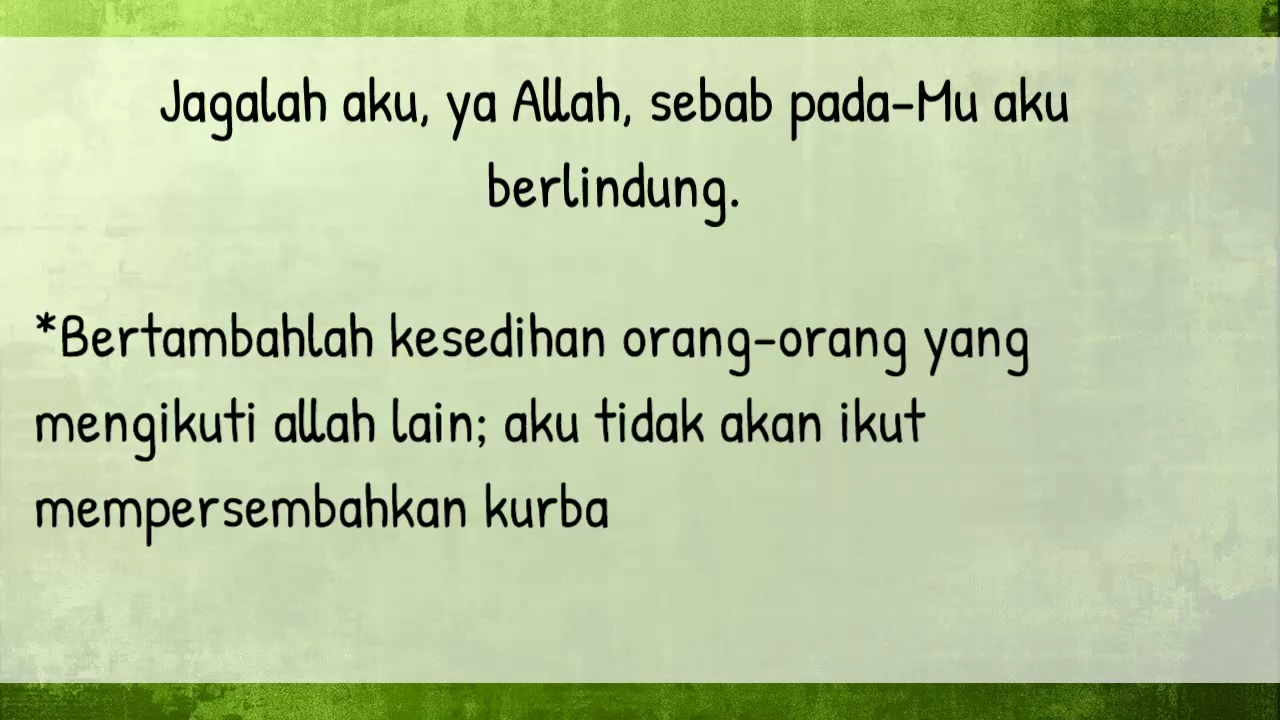 Jagalah aku, ya Allah, sebab pada-Mu aku
berlindung.
*Bertambahlah kesedihan orang-orang yang
mengikuti allah lain; aku tidak akan ikut
mempersembahkan kurba